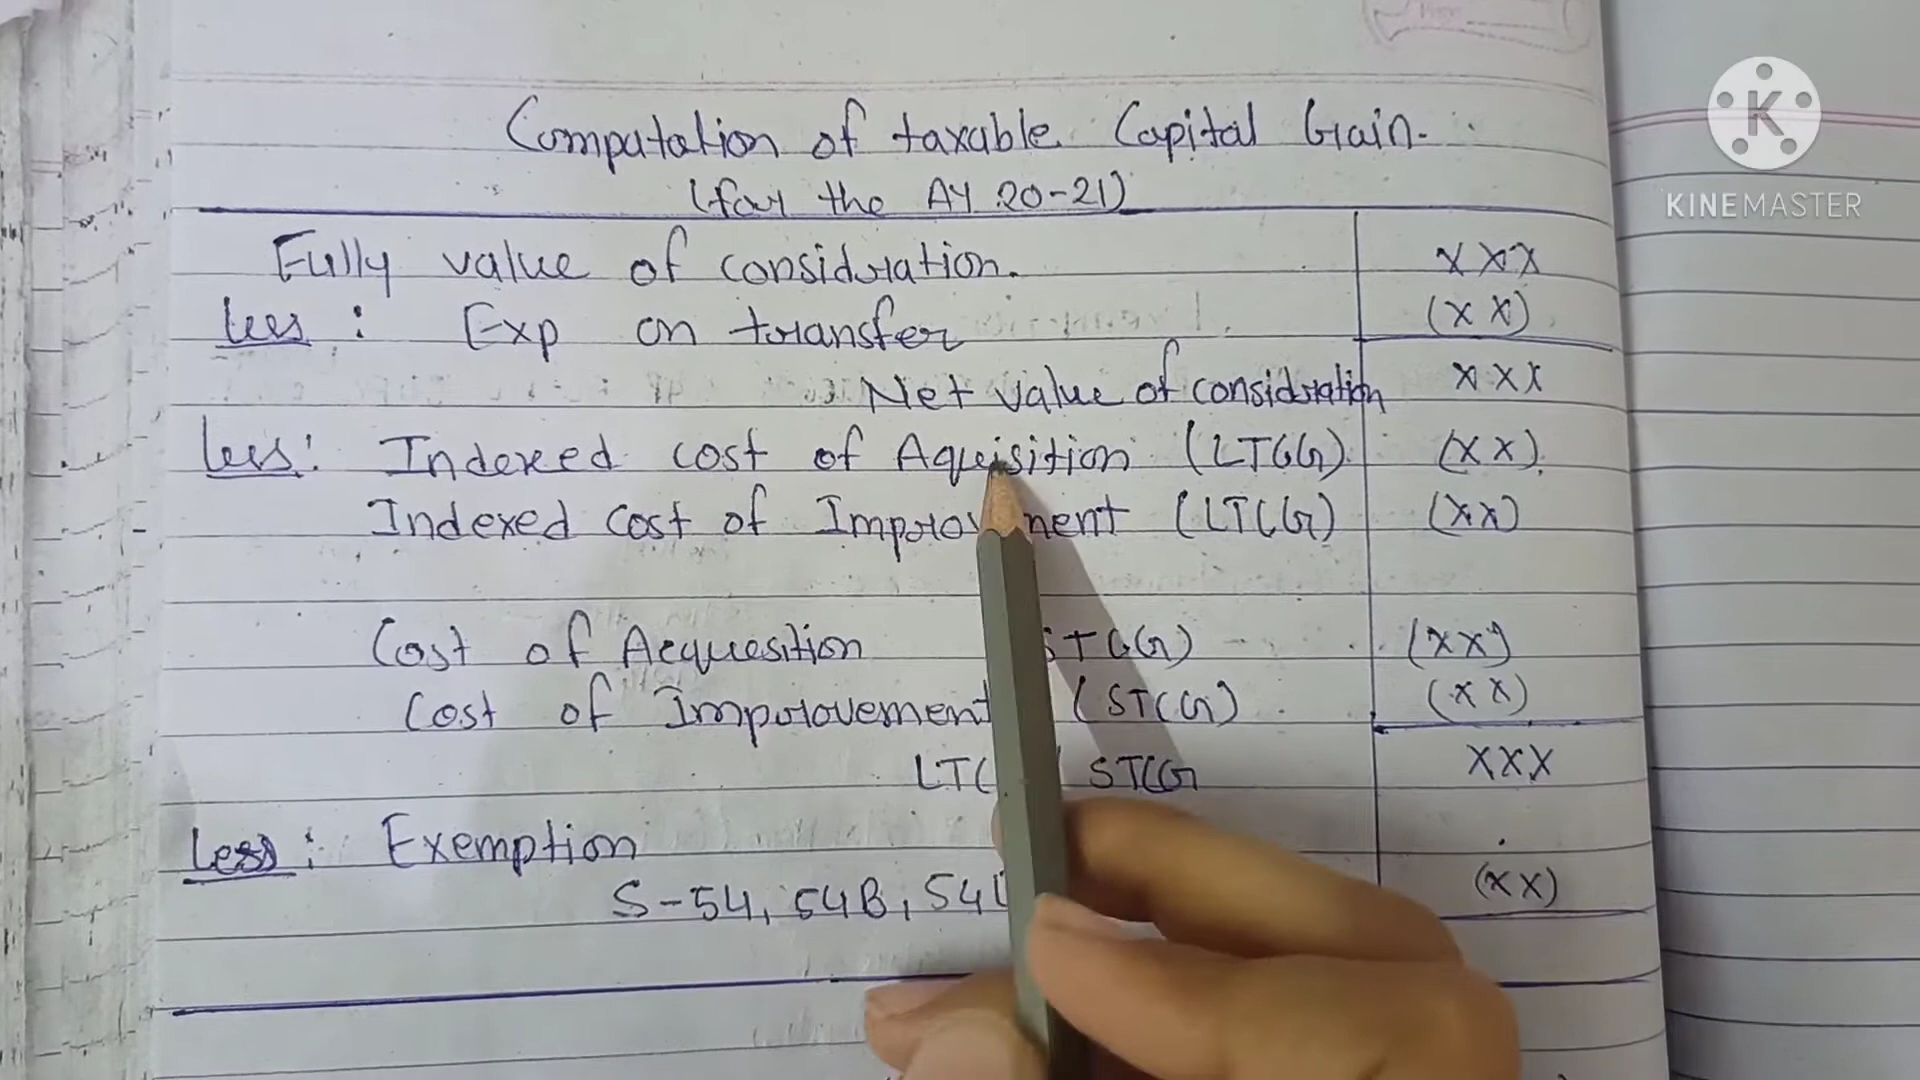 Computation of taxable Capital Gain.
(for the AY 20-21)
Fully value of consideration. XXX
Less : Exp on transfer (XX)
Net value of consideration XXX
Less: Indexed cost of Aquisition (LTCG) (XX)
Indexed Cost of Improvement (LTCG) (XX)
Cost of Acquesition STCG) (XX)
Cost of Improvement (STCG) (XX)
STCG XXX
Less: Exemption
S-54, 54B, (XX)
K
KINEMASTER